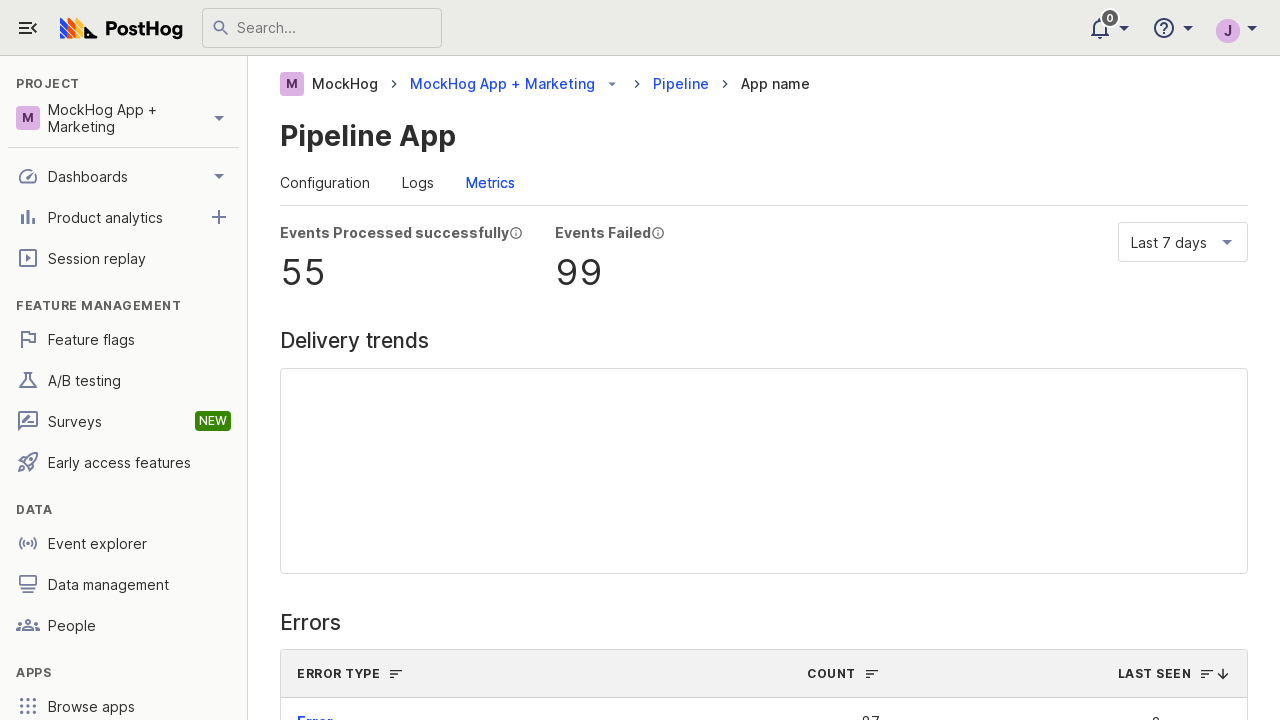 PostHog
Search...
0
J
PROJECT
M
MockHog App +
Marketing
Dashboards
Product analytics
Session replay
FEATURE MANAGEMENT
Feature flags
A/B testing
Surveys
NEW
Early access features
DATA
Event explorer
Data management
People
APPS
Browse apps
M MockHog > MockHog App + Marketing > Pipeline > App name
Pipeline App
Configuration Logs Metrics
Events Processed successfully Events Failed
55 99
Last 7 days
Delivery trends
Errors
ERROR TYPE COUNT LAST SEEN
Error